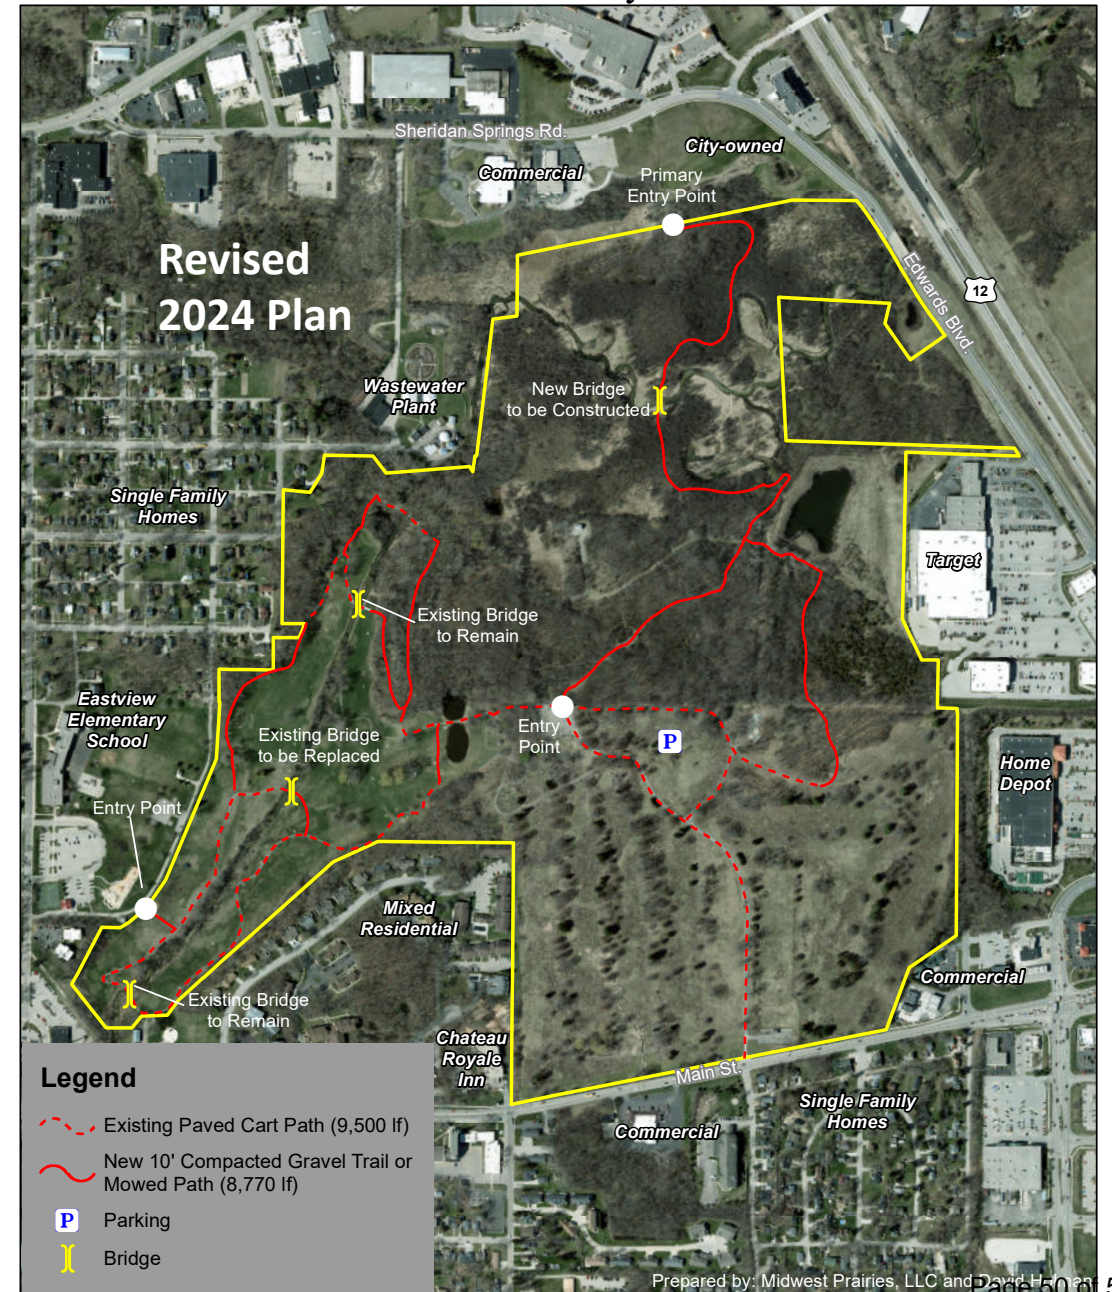 Sheridan Springs Rd.
City-owned
Commercial
Primary
Entry Point
Revised
2024 Plan
Edwards Blvd.
12
Wastewater
Plant
New Bridge
to be Constructed
Single Family
Homes
Target
Existing Bridge
to Remain
Eastview
Elementary
School
Existing Bridge
to be Replaced
Entry
Point
P
Home
Depot
Entry Point
Mixed
Residential
Commercial
Existing Bridge
to Remain
Chateau
Royale
Inn
Main St.
Single Family
Homes
Commercial
Legend
Existing Paved Cart Path (9,500 lf)
New 10' Compacted Gravel Trail or
Mowed Path (8,770 lf)
P Parking
Bridge
Prepared by: Midwest Prairies, LLC and David
Page 50 of